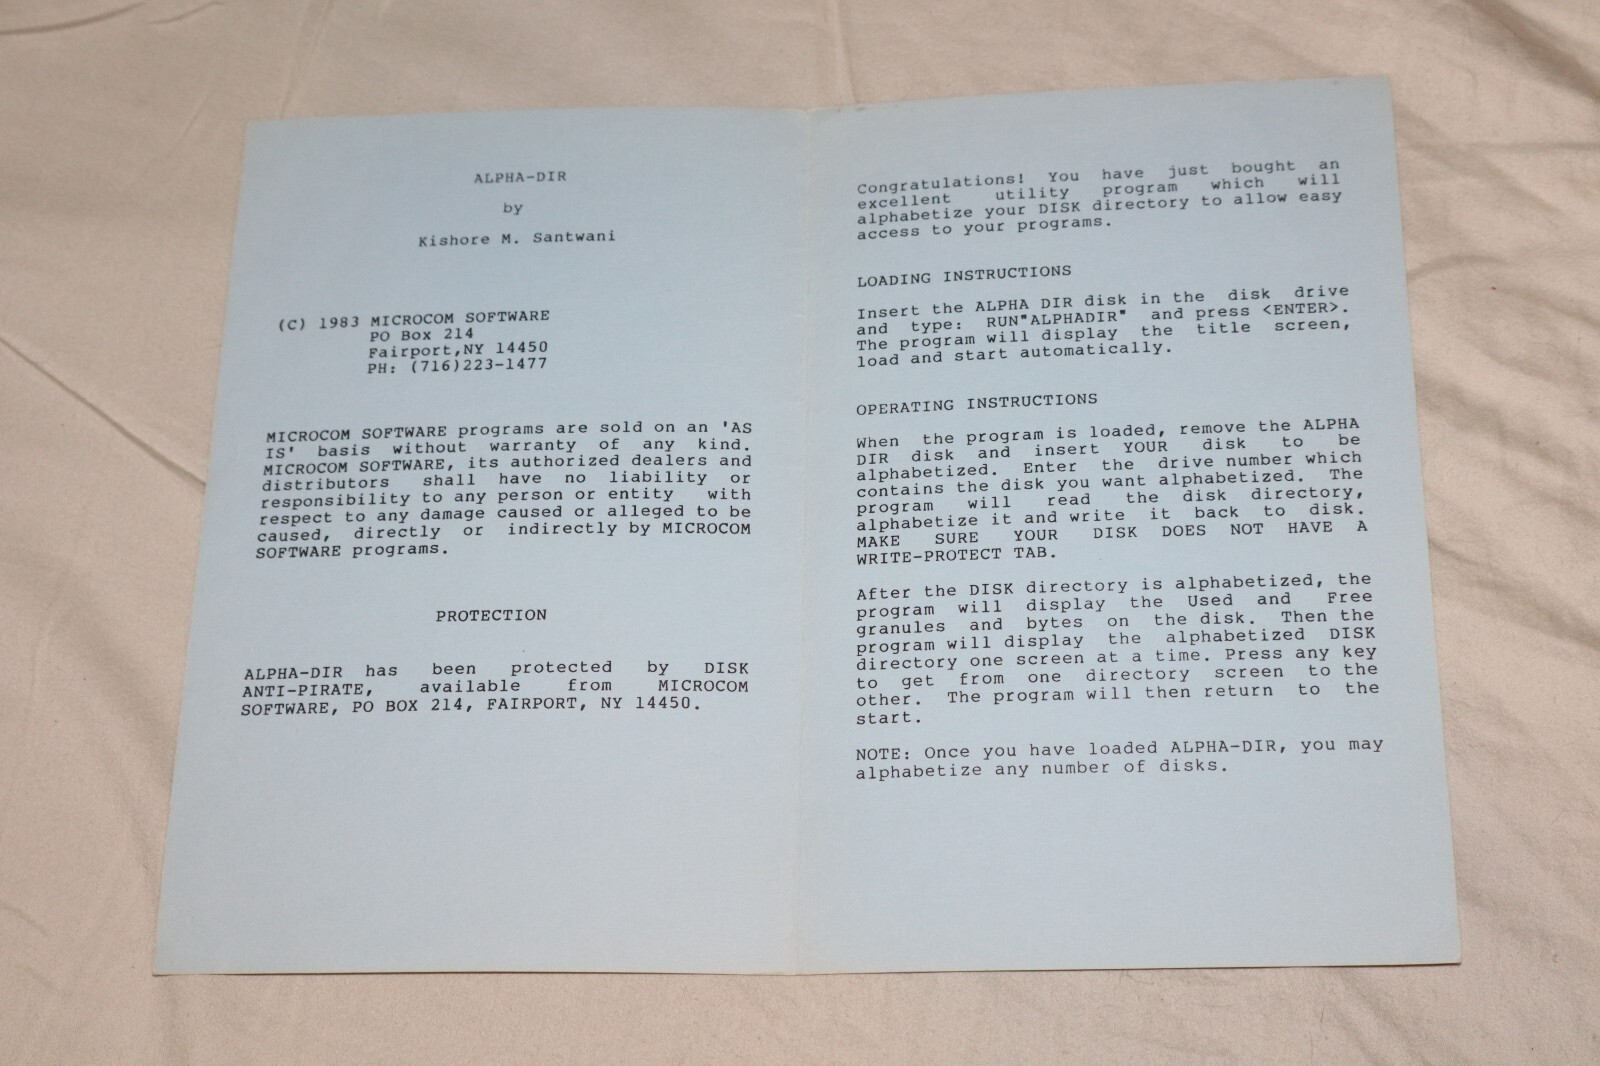 ALPHA-DIR
by
Kishore M. Santwani
(C) 1983 MICROCOM SOFTWARE
PO Box 214
Fairport,NY 14450
PH: (716)223-1477
MICROCOM SOFTWARE programs are sold on an 'AS
IS' basis without warranty of any kind.
MICROCOM SOFTWARE, its authorized dealers and
distributors shall have no liability or
responsibility to any person or entity with
respect to any damage caused or alleged to be
caused, directly or indirectly by MICROCOM
SOFTWARE programs.
PROTECTION
ALPHA-DIR has been protected by DISK
ANTI-PIRATE, available from MICROCOM
SOFTWARE, PO BOX 214, FAIRPORT, NY 14450.
Congratulations! You have just bought an
excellent utility program which will
alphabetize your DISK directory to allow easy
access to your programs.
LOADING INSTRUCTIONS
Insert the ALPHA DIR disk in the disk drive
and type: RUN"ALPHADIR" and press <ENTER>.
The program will display the title screen,
load and start automatically.
OPERATING INSTRUCTIONS
When the program is loaded, remove the ALPHA
DIR disk and insert YOUR disk to be
alphabetized. Enter the drive number which
contains the disk you want alphabetized. The
program will read the disk directory,
alphabetize it and write it back to disk.
MAKE SURE YOUR DISK DOES NOT HAVE A
WRITE-PROTECT TAB.
After the DISK directory is alphabetized, the
program will display the Used and Free
granules and bytes on the disk. Then the
program will display the alphabetized DISK
directory one screen at a time. Press any key
to get from one directory screen to the
other. The program will then return to the
start.
NOTE: Once you have loaded ALPHA-DIR, you may
alphabetize any number of disks.